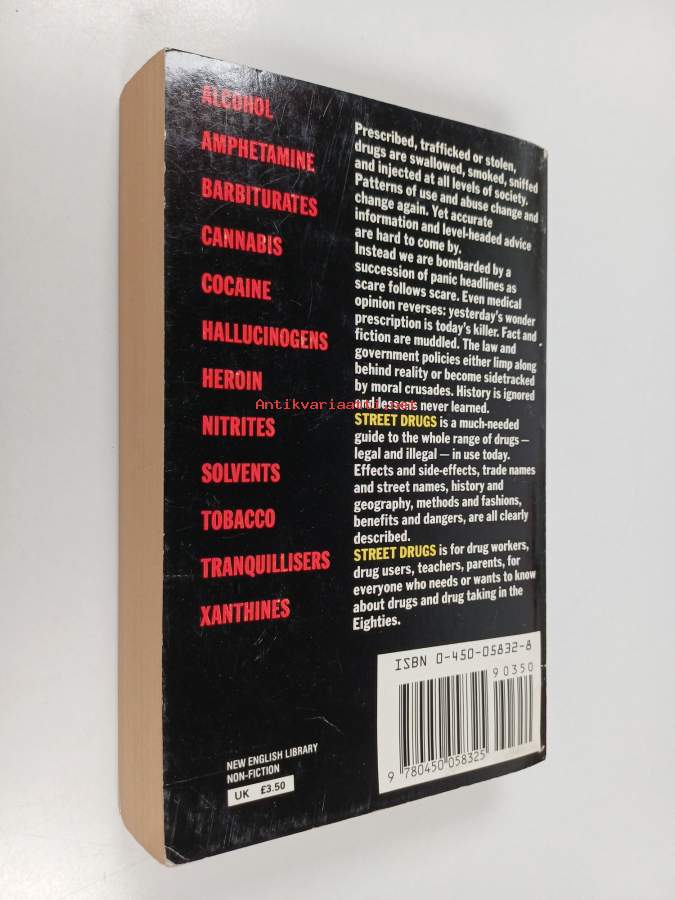 ALCOHOL
AMPHETAMINE
BARBITURATES
CANNABIS
COCAINE
HALLUCINOGENS
HEROIN
NITRITES
SOLVENTS
TOBACCO
TRANQUILLISERS
XANTHINES
Prescribed, trafficked or stolen,
drugs are swallowed, smoked, sniffed
and injected at all levels of society.
Patterns of use and abuse change and
change again. Yet accurate
information and level-headed advice
are hard to come by.
Instead we are bombarded by a
succession of panic headlines as
scare follows scare. Even medical
opinion reverses: yesterday's wonder
prescription is today's killer. Fact and
fiction are muddled. The law and
government policies either limp along
behind reality or become sidetracked
by moral crusades. History is ignored
and lessons never learned.
STREET DRUGS is a much-needed
guide to the whole range of drugs —
legal and illegal — in use today.
Effects and side-effects, trade names
and street names, history and
geography, methods and fashions,
benefits and dangers, are all clearly
described.
STREET DRUGS is for drug workers,
drug users, teachers, parents, for
everyone who needs or wants to know
about drugs and drug taking in the
Eighties.
Antikvariaatti.net
ISBN 0-450-05832-8
90350
9 780450 058325
NEW ENGLISH LIBRARY
NON-FICTION
UK £3.50